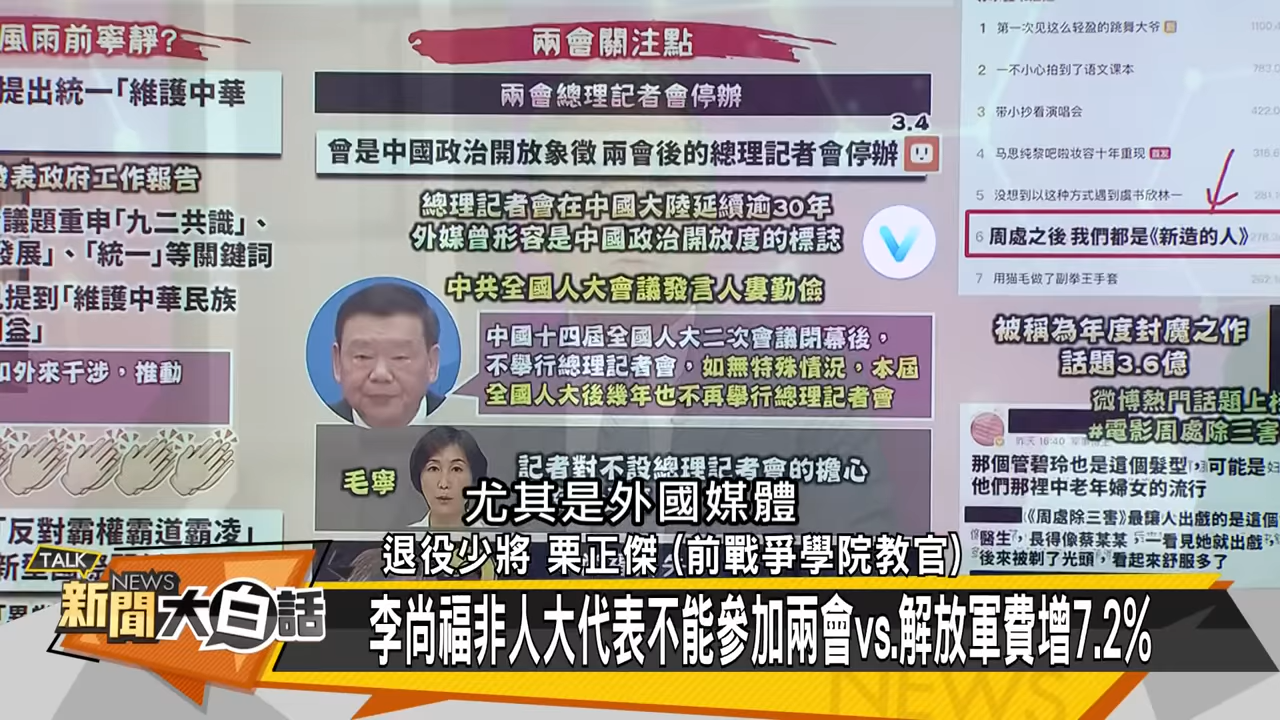 風雨前寧靜?
提出統一「維護中華
發表政府工作報告
議題重申「九二共識」、
發展」、「統一」等關鍵詞
提到「維護中華民族
和外來干涉，推動
「反對霸權霸道霸凌」
兩會關注點
兩會總理記者會停辦
3.4
曾是中國政治開放象徵 兩會後的總理記者會停辦
總理記者會在中國大陸延續逾30年
外媒曾形容是中國政治開放度的標誌
中共全國人大會議發言人婁勤儉
中國十四屆全國人大二次會議閉幕後，
不舉行總理記者會，如無特殊情況，本屆
全國人大後幾年也不再舉行總理記者會
毛寧
記者對不設總理記者會的擔心
1 第一次见这么轻盈的跳舞大爷 新
2 一不小心拍到了语文课本
3 带小抄看演唱会
4 马思纯黎吧啦妆容十年重现 首发
5 没想到以这种方式遇到虞书欣林一
6 周處之後 我們都是《新造的人》
7 用猫毛做了副拳王手套
被稱為年度封魔之作
話題3.6億
微博熱門話題上
#電影周處除三害
昨天 16:40
那個管碧玲也是這個髮型，可能是
他們那裡中老年婦女的流行
《周處除三害》最讓人出戲的是這個
醫生，長得像蔡某某，一看見她就出戲
後來被剃了光頭，看起來舒服多了
尤其是外國媒體
退役少將 栗正傑 (前戰爭學院教官)
TALK
NEWS
新聞大白話
李尚福非人大代表不能參加兩會vs.解放軍費增7.2%
NEWS